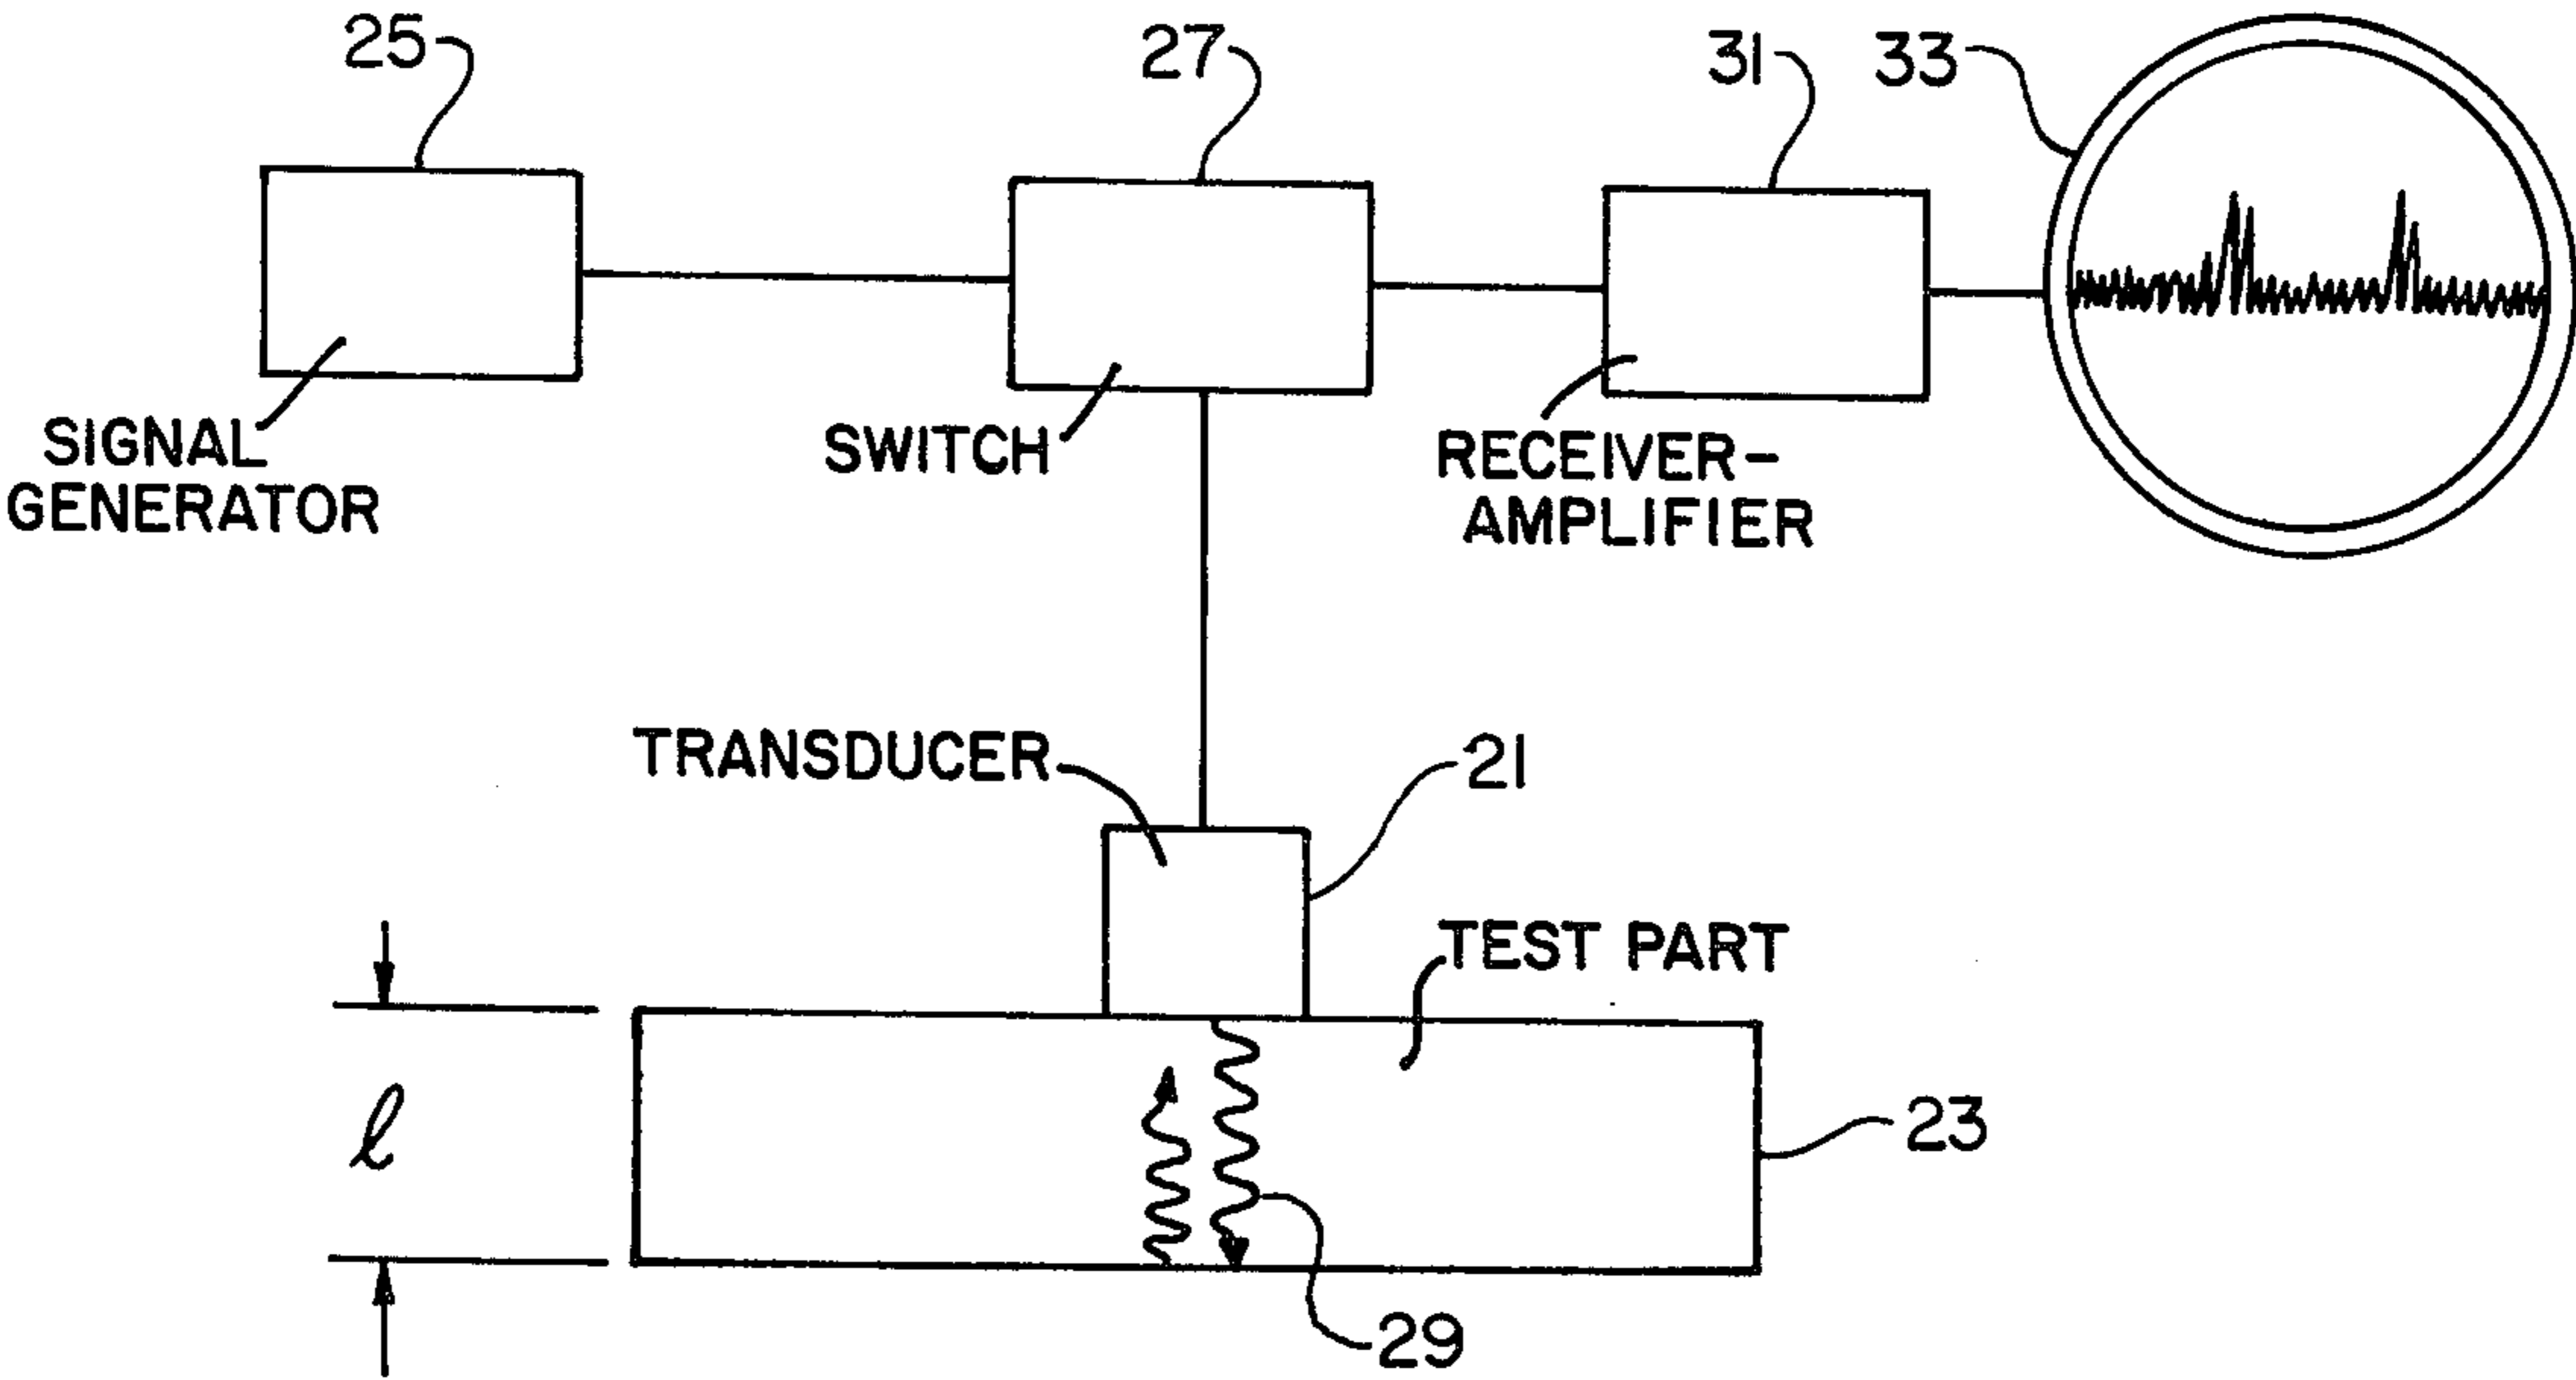 25
27
31
33
SIGNAL
GENERATOR
SWITCH
RECEIVER-
AMPLIFIER
TRANSDUCER
21
TEST PART
ℓ
23
29